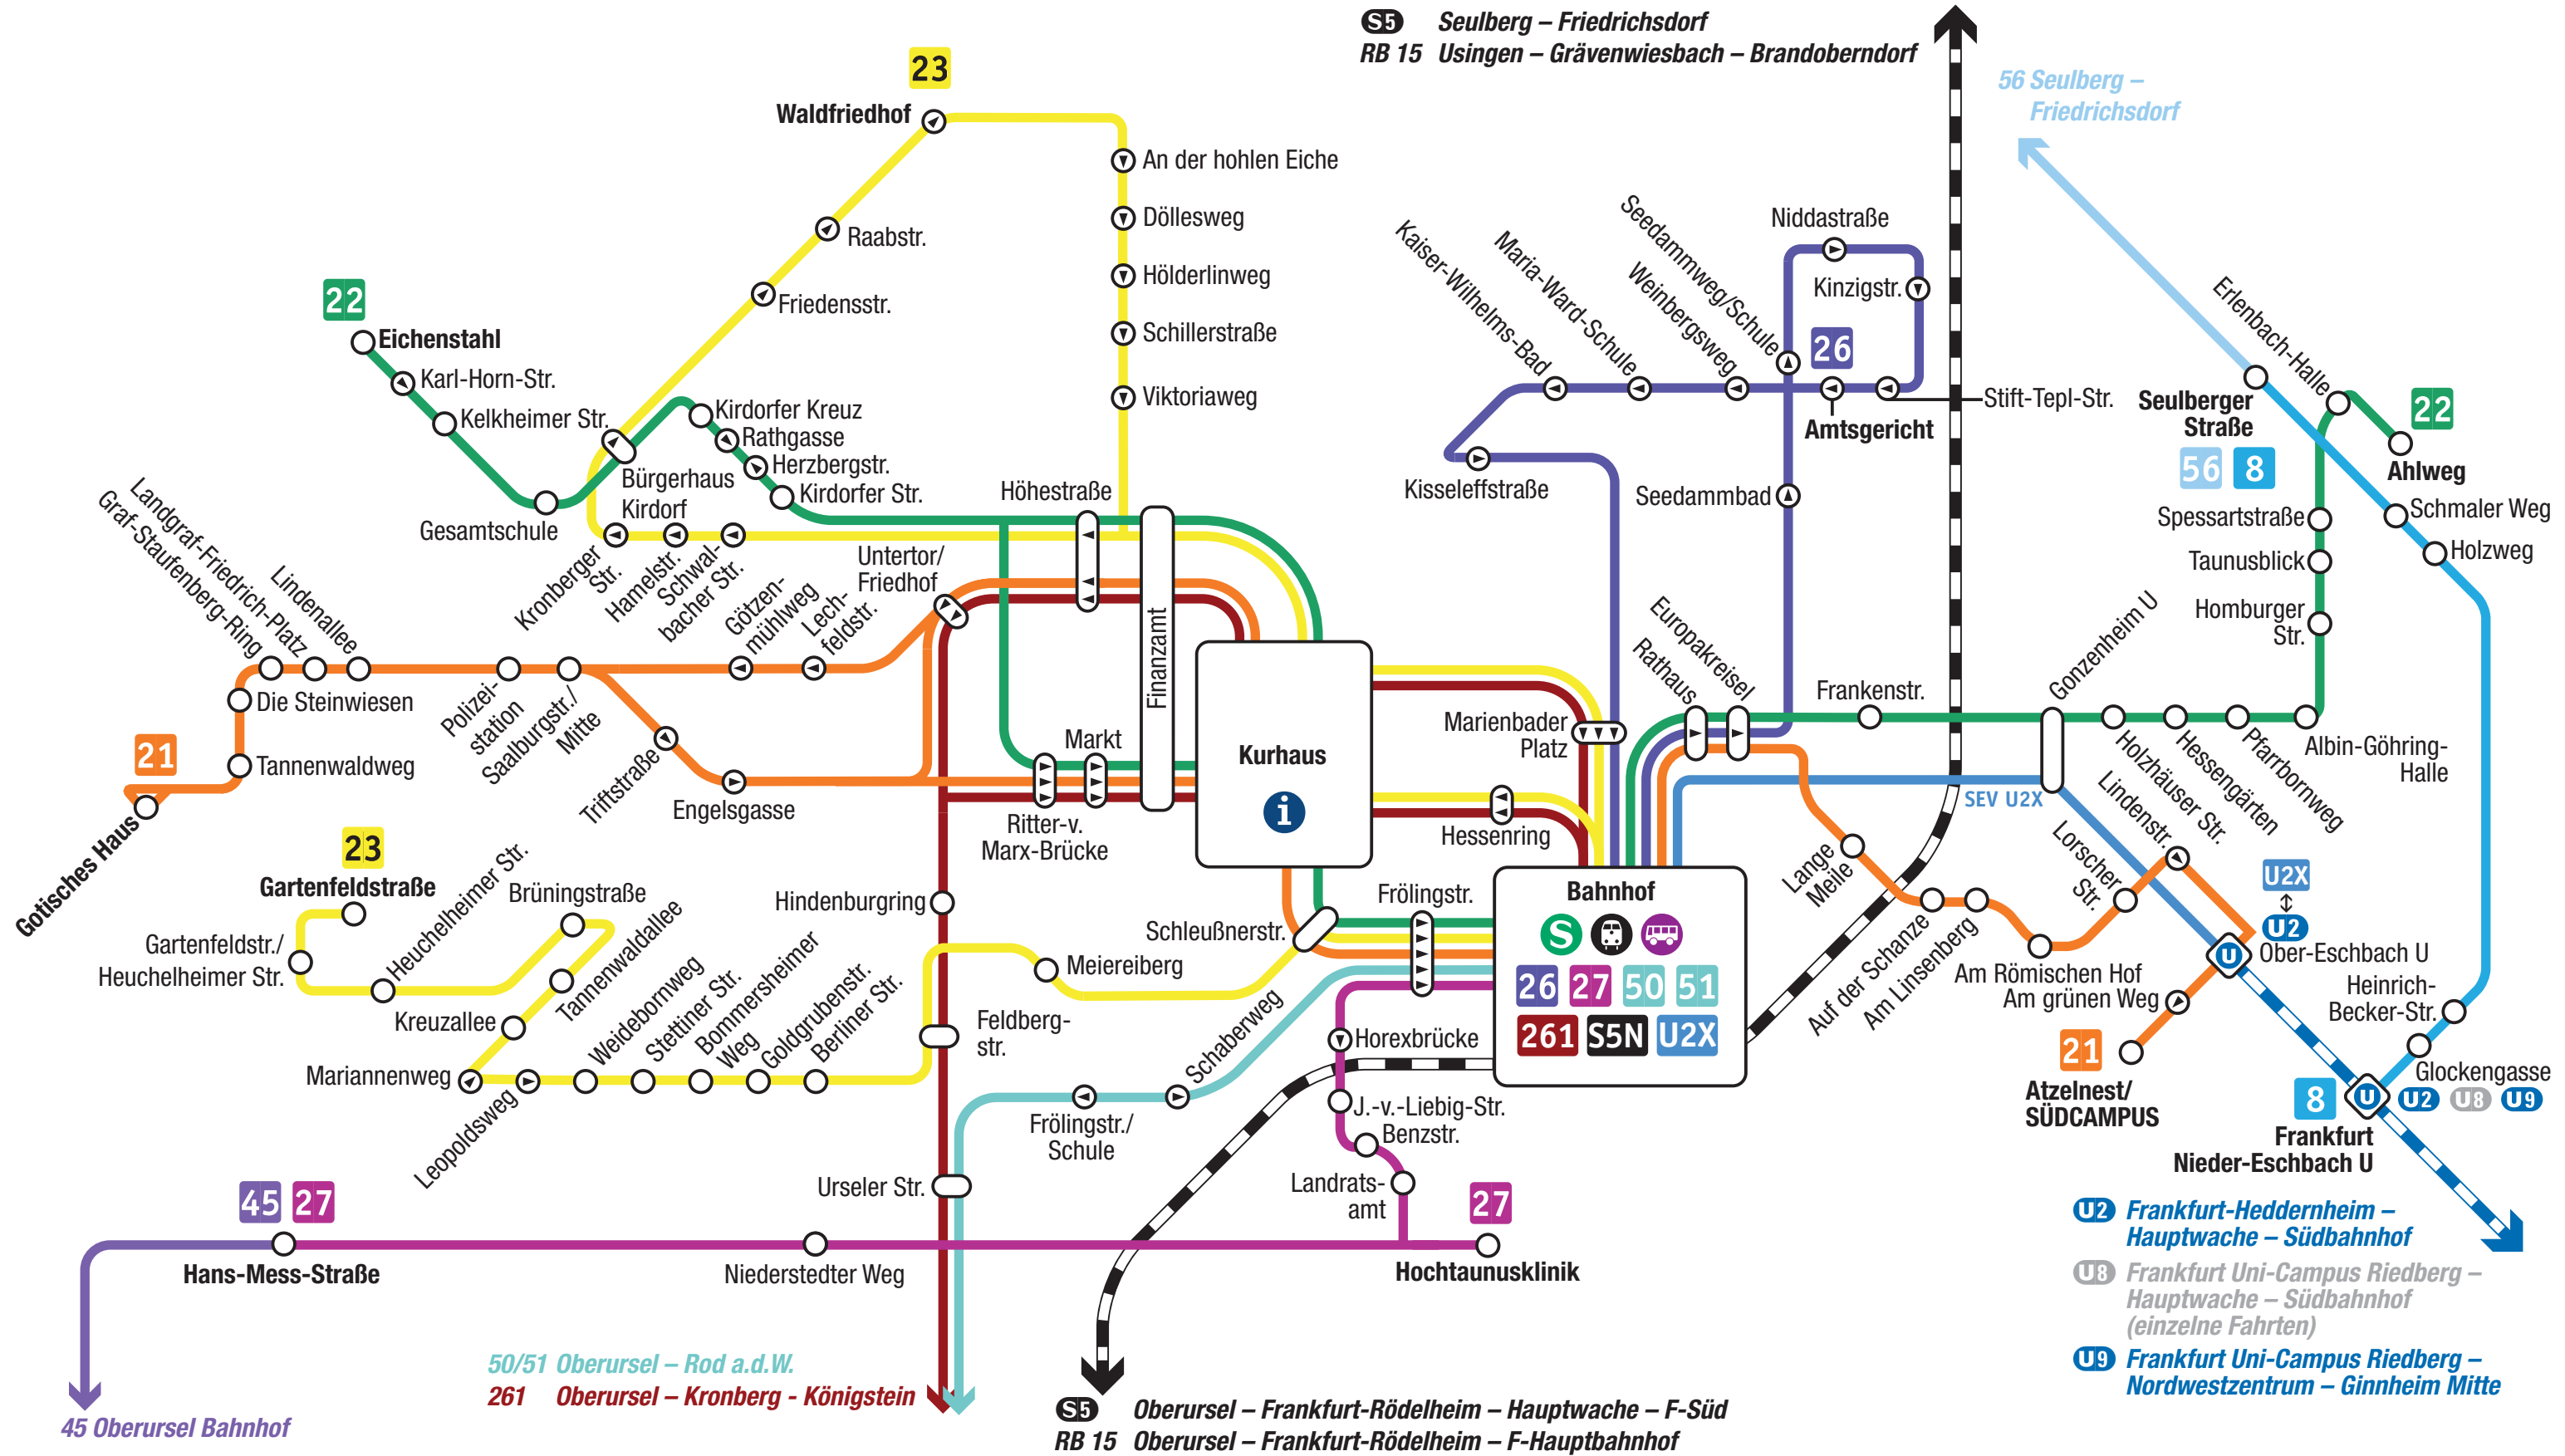 S5 Seulberg – Friedrichsdorf
RB 15 Usingen – Grävenwiesbach – Brandoberndorf
56 Seulberg –
Friedrichsdorf
23
Waldfriedhof
An der hohlen Eiche
Döllesweg
Hölderlinweg
Schillerstraße
Viktoriaweg
Raabstr.
Friedensstr.
22
Eichenstahl
Karl-Horn-Str.
Kelkheimer Str.
Gesamtschule
Bürgerhaus
Kirdorf
Kirdorfer Kreuz
Rathgasse
Herzbergstr.
Kirdorfer Str.
Höhestraße
Kronberger
Str.
Hamelstr.
Schwal-
bacher Str.
Untertor/
Friedhof
Götzen-
mühlweg
Lech-
feldstr.
Finanzamt
Graf-Staufenberg-Ring
Landgraf-Friedrich-Platz
Lindenallee
Die Steinwiesen
Tannenwaldweg
21
Gotisches Haus
Polizei-
station
Saalburgstr./
Mitte
Triftstraße
Engelsgasse
Markt
Ritter-v.
Marx-Brücke
Kurhaus
i
Kaiser-Wilhelms-Bad
Maria-Ward-Schule
Weinbergsweg
Seedammweg/Schule
Niddastraße
Kinzigstr.
26
Amtsgericht
Stift-Tepl-Str.
Kisseleffstraße
Seedammbad
Marienbader
Platz
Hessenring
Rathaus
Europakreisel
Frankenstr.
Gonzenheim U
SEV U2X
Erlenbach-Halle
22
Ahlweg
Seulberger
Straße
56 8
Schmaler Weg
Holzweg
Spessartstraße
Taunusblick
Homburger
Str.
Albin-Göhring-
Halle
Holzhäuser Str.
Hessengärten
Pfarrbornweg
Lindenstr.
Lorscher
Str.
Lange
Meile
Auf der Schanze
Am Linsenberg
Am Römischen Hof
Am grünen Weg
U2X
U2
U
Ober-Eschbach U
Heinrich-
Becker-Str.
Glockengasse
21
Atzelnest/
SÜDCAMPUS
8
U
U2 U8 U9
Frankfurt
Nieder-Eschbach U
U2 Frankfurt-Heddernheim –
Hauptwache – Südbahnhof
U8 Frankfurt Uni-Campus Riedberg –
Hauptwache – Südbahnhof
(einzelne Fahrten)
U9 Frankfurt Uni-Campus Riedberg –
Nordwestzentrum – Ginnheim Mitte
Bahnhof
S
26 27 50 51
261 S5N U2X
Frölingstr.
Schleußnerstr.
Horexbrücke
J.-v.-Liebig-Str.
Benzstr.
Landrats-
amt
27
Hochtaunusklinik
23
Gartenfeldstraße
Gartenfeldstr./
Heuchelheimer Str.
Heuchelheimer Str.
Brüningstraße
Tannenwaldallee
Kreuzallee
Mariannenweg
Leopoldsweg
Weidebornweg
Stettiner Str.
Bommersheimer
Weg
Goldgrubenstr.
Berliner Str.
Hindenburgring
Feldberg-
str.
Meiereiberg
Schaberweg
Frölingstr./
Schule
Urseler Str.
45 27
Hans-Mess-Straße
Niederstedter Weg
45 Oberursel Bahnhof
50/51 Oberursel – Rod a.d.W.
261 Oberursel – Kronberg - Königstein
S5 Oberursel – Frankfurt-Rödelheim – Hauptwache – F-Süd
RB 15 Oberursel – Frankfurt-Rödelheim – F-Hauptbahnhof